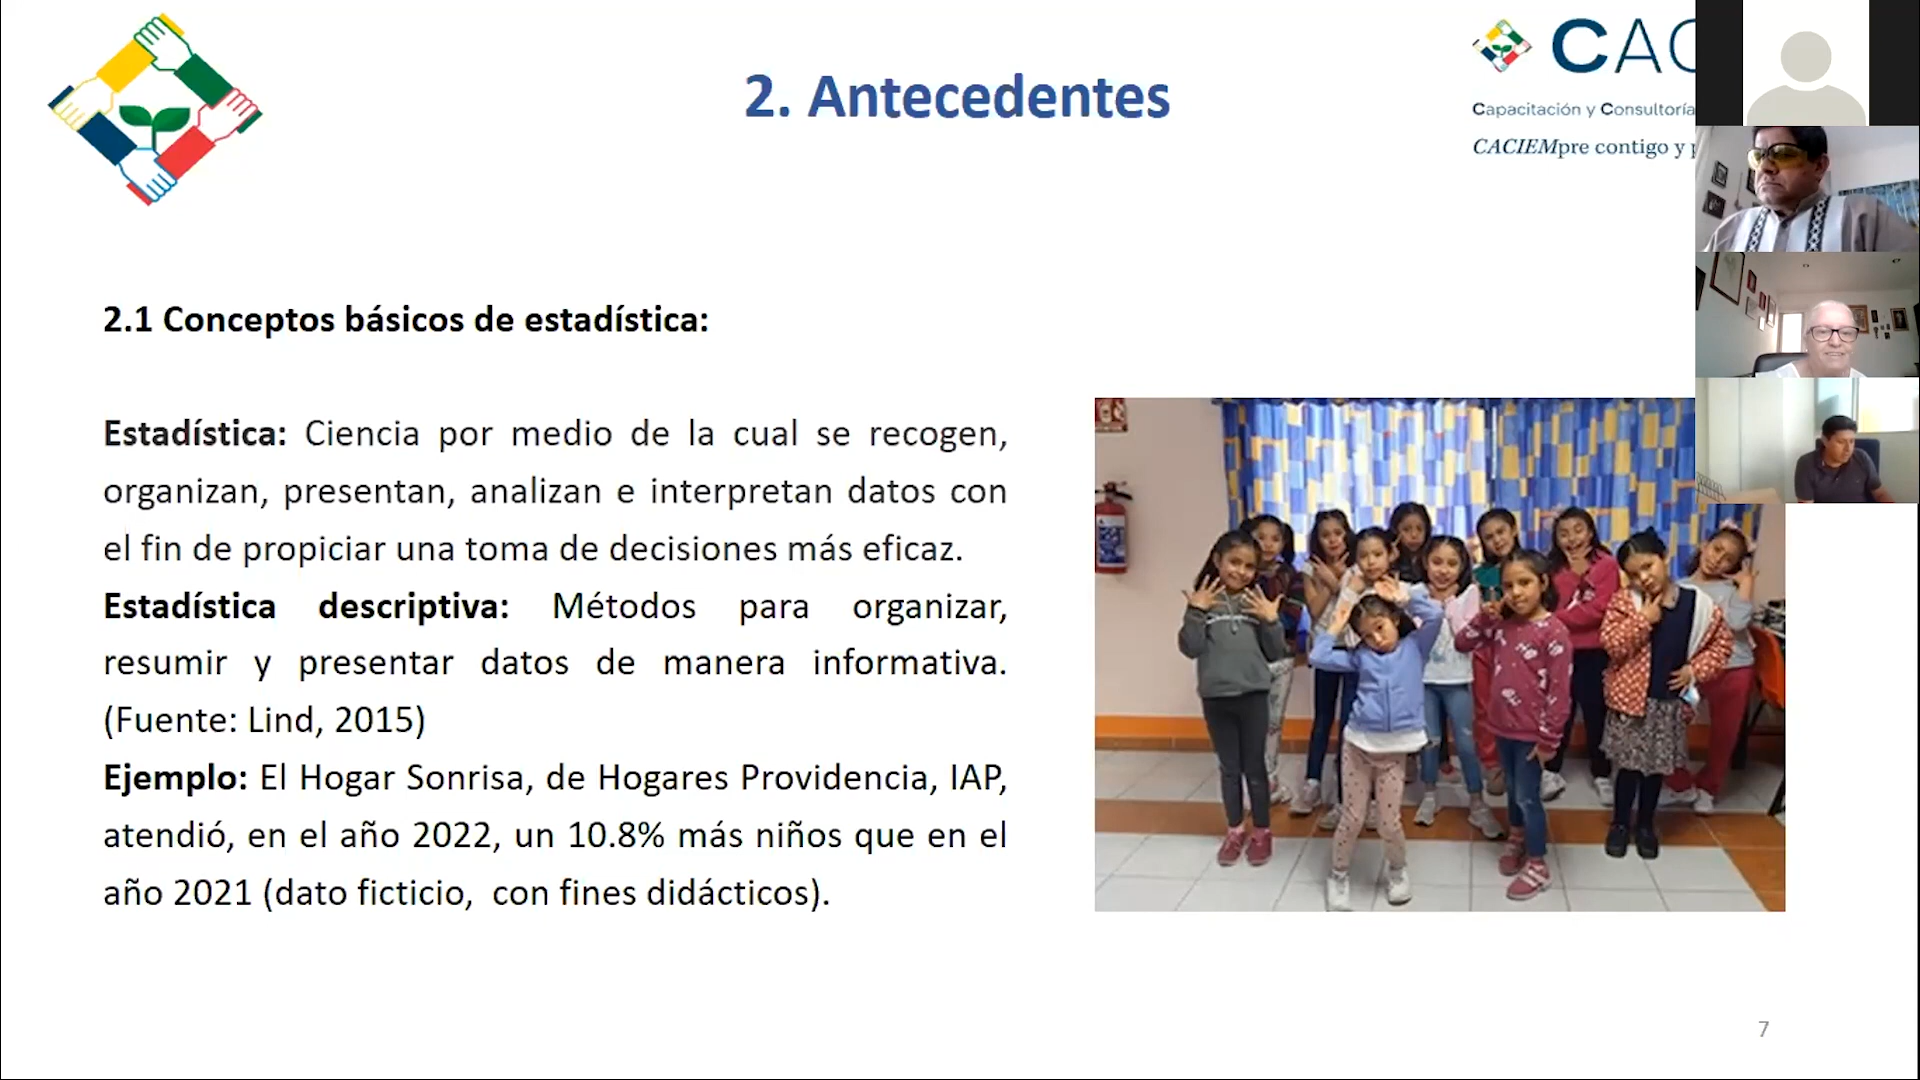 2. Antecedentes
CAC
Capacitación y Consultoría
CACIEMpre contigo y p
2.1 Conceptos básicos de estadística:
Estadística: Ciencia por medio de la cual se recogen,
organizan, presentan, analizan e interpretan datos con
el fin de propiciar una toma de decisiones más eficaz.
Estadística descriptiva: Métodos para organizar,
resumir y presentar datos de manera informativa.
(Fuente: Lind, 2015)
Ejemplo: El Hogar Sonrisa, de Hogares Providencia, IAP,
atendió, en el año 2022, un 10.8% más niños que en el
año 2021 (dato ficticio,  con fines didácticos).
7